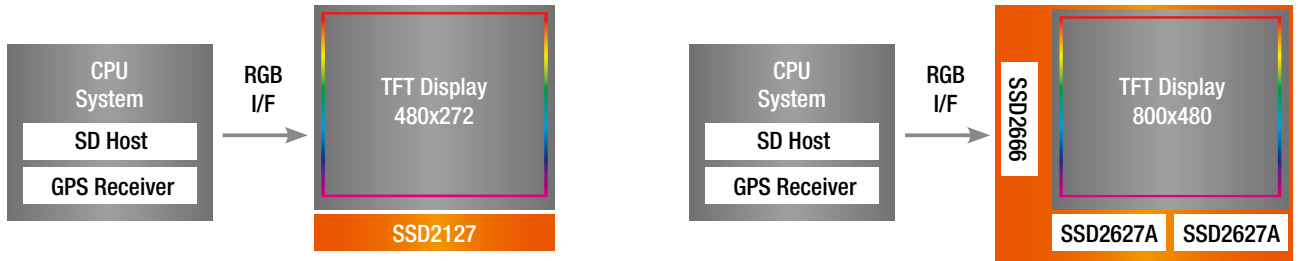 CPU
System
SD Host
GPS Receiver
RGB
I/F
TFT Display
480x272
SSD2127
CPU
System
SD Host
GPS Receiver
RGB
I/F
SSD2666
TFT Display
800x480
SSD2627A
SSD2627A